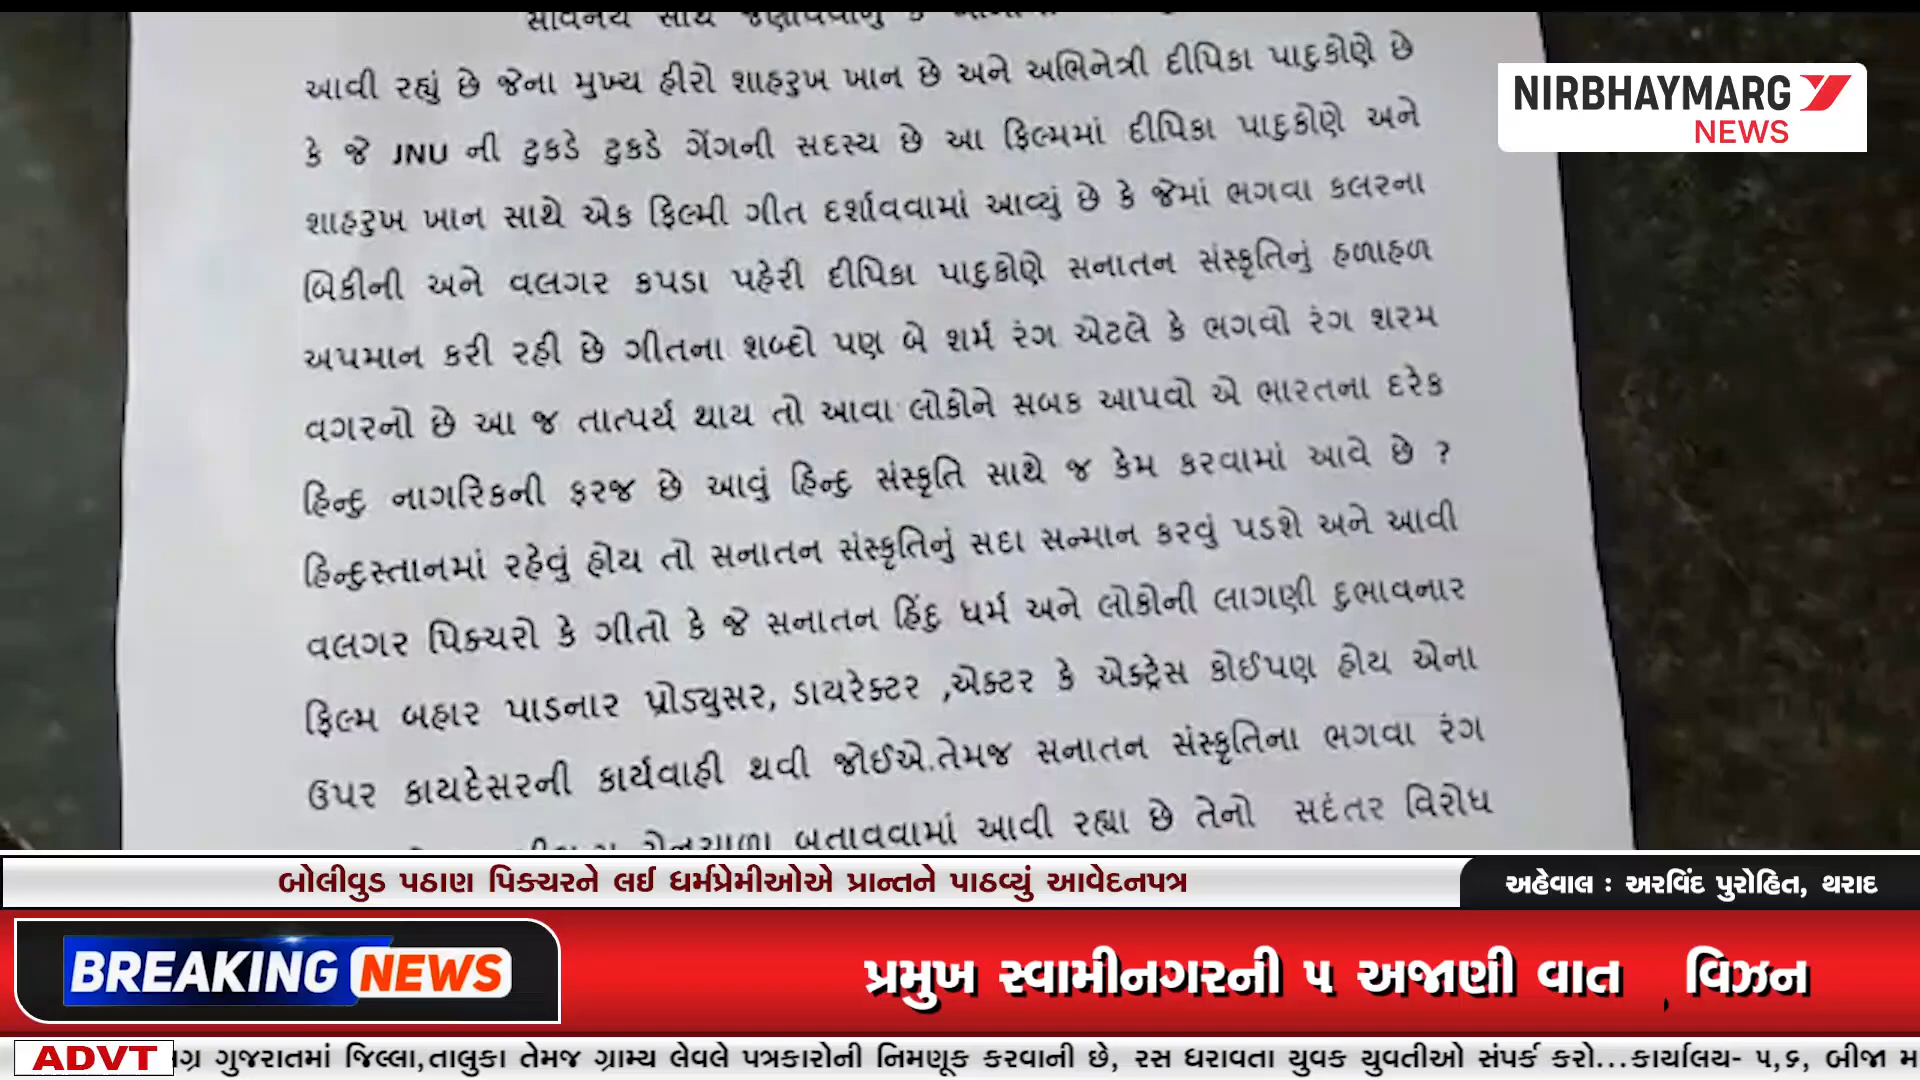 સવિનય સાથે જણાવવાનું કે
આવી રહ્યું છે જેના મુખ્ય હીરો શાહરુખ ખાન છે અને અભિનેત્રી દીપિકા પાદુકોણે છે
કે જે JNU ની ટુકડે ટુકડે ગેંગની સદસ્ય છે આ ફિલ્મમાં દીપિકા પાદુકોણે અને
શાહરુખ ખાન સાથે એક ફિલ્મી ગીત દર્શાવવામાં આવ્યું છે કે જેમાં ભગવા કલરના
બિકીની અને વલગર કપડા પહેરી દીપિકા પાદુકોણે સનાતન સંસ્કૃતિનું હળાહળ
અપમાન કરી રહી છે ગીતના શબ્દો પણ બે શર્મ રંગ એટલે કે ભગવો રંગ શરમ
વગરનો છે આ જ તાત્પર્ય થાય તો આવા લોકોને સબક આપવો એ ભારતના દરેક
હિન્દુ નાગરિકની ફરજ છે આવું હિન્દુ સંસ્કૃતિ સાથે જ કેમ કરવામાં આવે છે ?
હિન્દુસ્તાનમાં રહેવું હોય તો સનાતન સંસ્કૃતિનું સદા સન્માન કરવું પડશે અને આવી
વલગર પિક્ચરો કે ગીતો કે જે સનાતન હિંદુ ધર્મ અને લોકોની લાગણી દુભાવનાર
ફિલ્મ બહાર પાડનાર પ્રોડ્યુસર, ડાયરેક્ટર ,એક્ટર કે એક્ટ્રેસ કોઈપણ હોય એના
ઉપર કાયદેસરની કાર્યવાહી થવી જોઈએ.તેમજ સનાતન સંસ્કૃતિના ભગવા રંગ
બતાવવામાં આવી રહ્યા છે તેનો સદંતર વિરોધ
NIRBHAYMARG
NEWS
બોલીવુડ પઠાણ પિક્ચરને લઈ ધર્મપ્રેમીઓએ પ્રાન્તને પાઠવ્યું આવેદનપત્ર
અહેવાલ : અરવિંદ પુરોહિત, થરાદ
BREAKING NEWS
પ્રમુખ સ્વામીનગરની ૫ અજાણી વાત , વિઝન
ADVT
ગુજરાતમાં જિલ્લા,તાલુકા તેમજ ગ્રામ્ય લેવલે પત્રકારોની નિમણૂક કરવાની છે, રસ ધરાવતા યુવક યુવતીઓ સંપર્ક કરો...કાર્યાલય- ૫,૬, બીજા મ